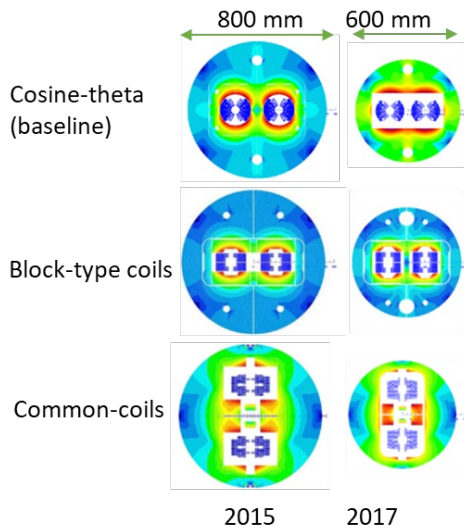 800 mm 600 mm
Cosine-theta
(baseline)
Block-type coils
Common-coils
2015 2017